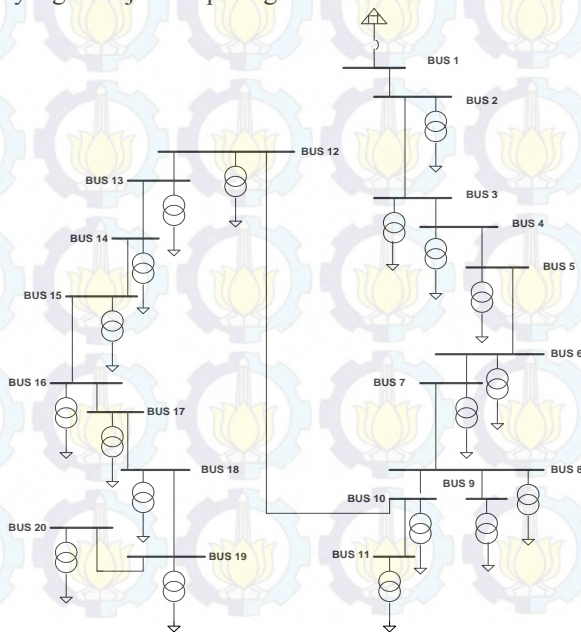 BUS 1
BUS 2
BUS 12
BUS 13
BUS 3
BUS 4
BUS 14
BUS 5
BUS 15
BUS 6
BUS 16
BUS 7
BUS 17
BUS 18
BUS 8
BUS 9
BUS 10
BUS 20
BUS 19
BUS 11